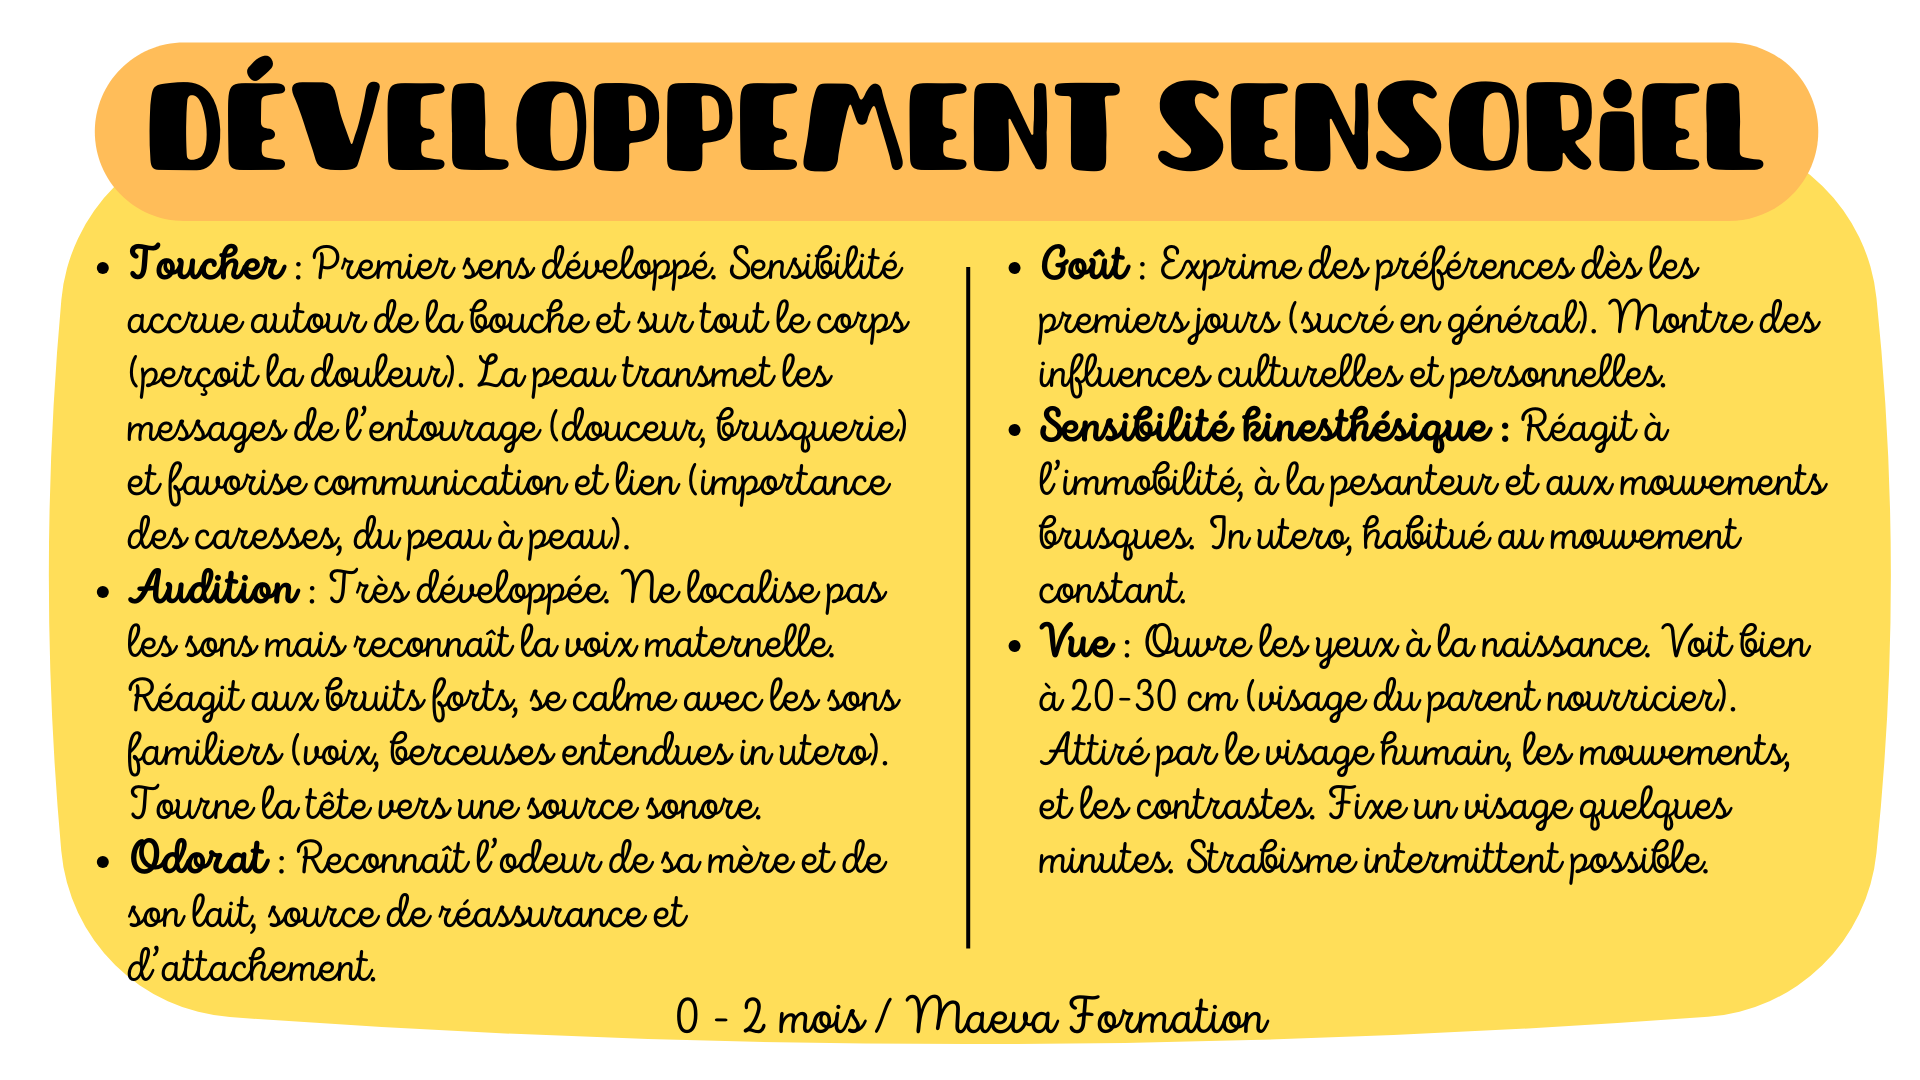 DÉVELOPPEMENT SENSORiEL
• Toucher : Premier sens développé. Sensibilité
accrue autour de la bouche et sur tout le corps
(perçoit la douleur). La peau transmet les
messages de l'entourage (douceur, brusquerie)
et favorise communication et lien (importance
des caresses, du peau à peau).
• Audition : Très développée. Ne localise pas
les sons mais reconnaît la voix maternelle.
Réagit aux bruits forts, se calme avec les sons
familiers (voix, berceuses entendues in utero).
Tourne la tête vers une source sonore.
• Odorat : Reconnaît l'odeur de sa mère et de
son lait, source de réassurance et
d'attachement.
• Goût : Exprime des préférences dès les
premiers jours (sucré en général). Montre des
influences culturelles et personnelles.
• Sensibilité kinesthésique : Réagit à
l'immobilité, à la pesanteur et aux mouvements
brusques. In utero, habitué au mouvement
constant.
• Vue : Ouvre les yeux à la naissance. Voit bien
à 20-30 cm (visage du parent nourricier).
Attiré par le visage humain, les mouvements,
et les contrastes. Fixe un visage quelques
minutes. Strabisme intermittent possible.
0 - 2 mois / Maeva Formation